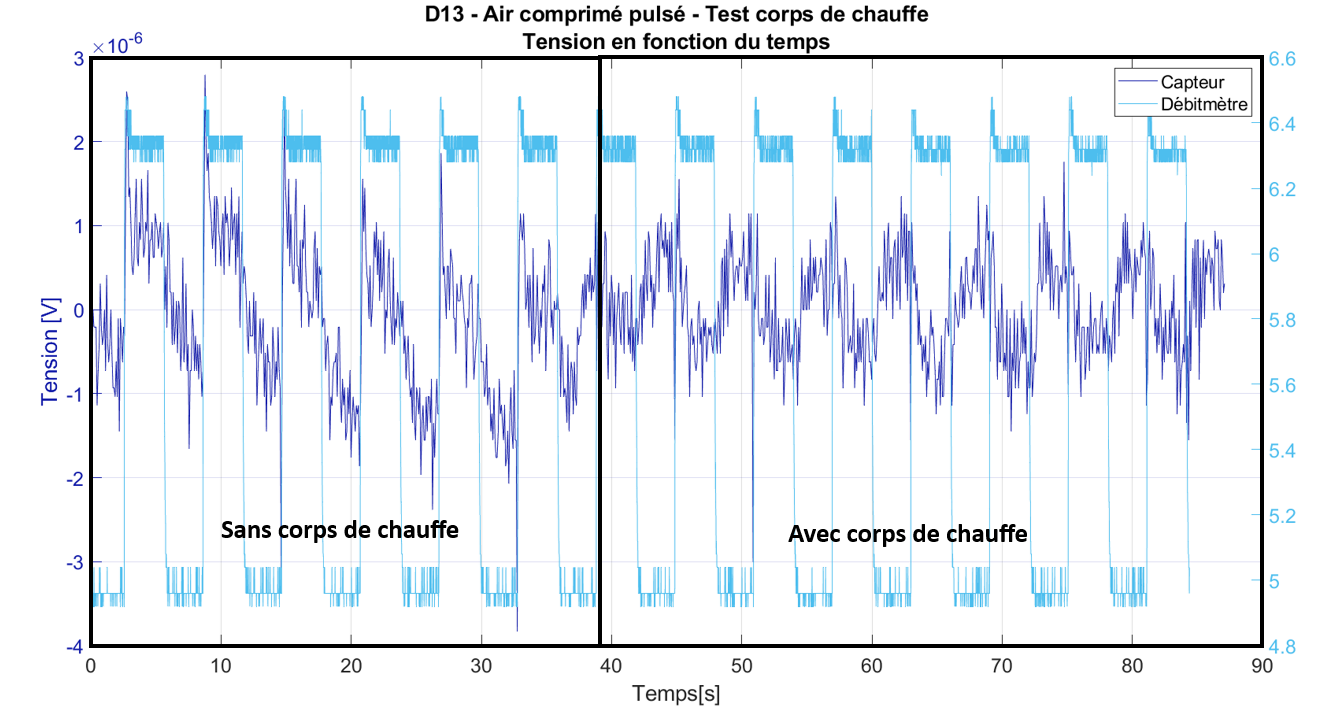 D13 - Air comprimé pulsé - Test corps de chauffe
Tension en fonction du temps
×10-6
3
2
1
0
-1
-2
-3
-4
Tension [V]
6.6
6.4
6.2
6
5.8
5.6
5.4
5.2
5
4.8
Capteur
Débitmètre
Sans corps de chauffe
Avec corps de chauffe
0 10 20 30 40 50 60 70 80 90
Temps[s]